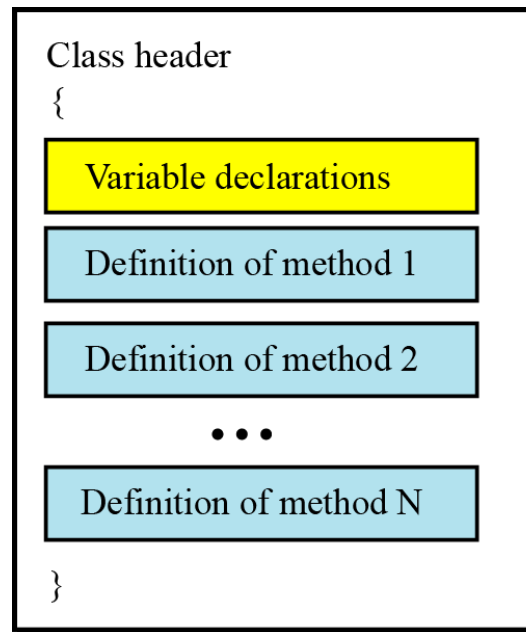 Class header
{
Variable declarations
Definition of method 1
Definition of method 2
•••
Definition of method N
}